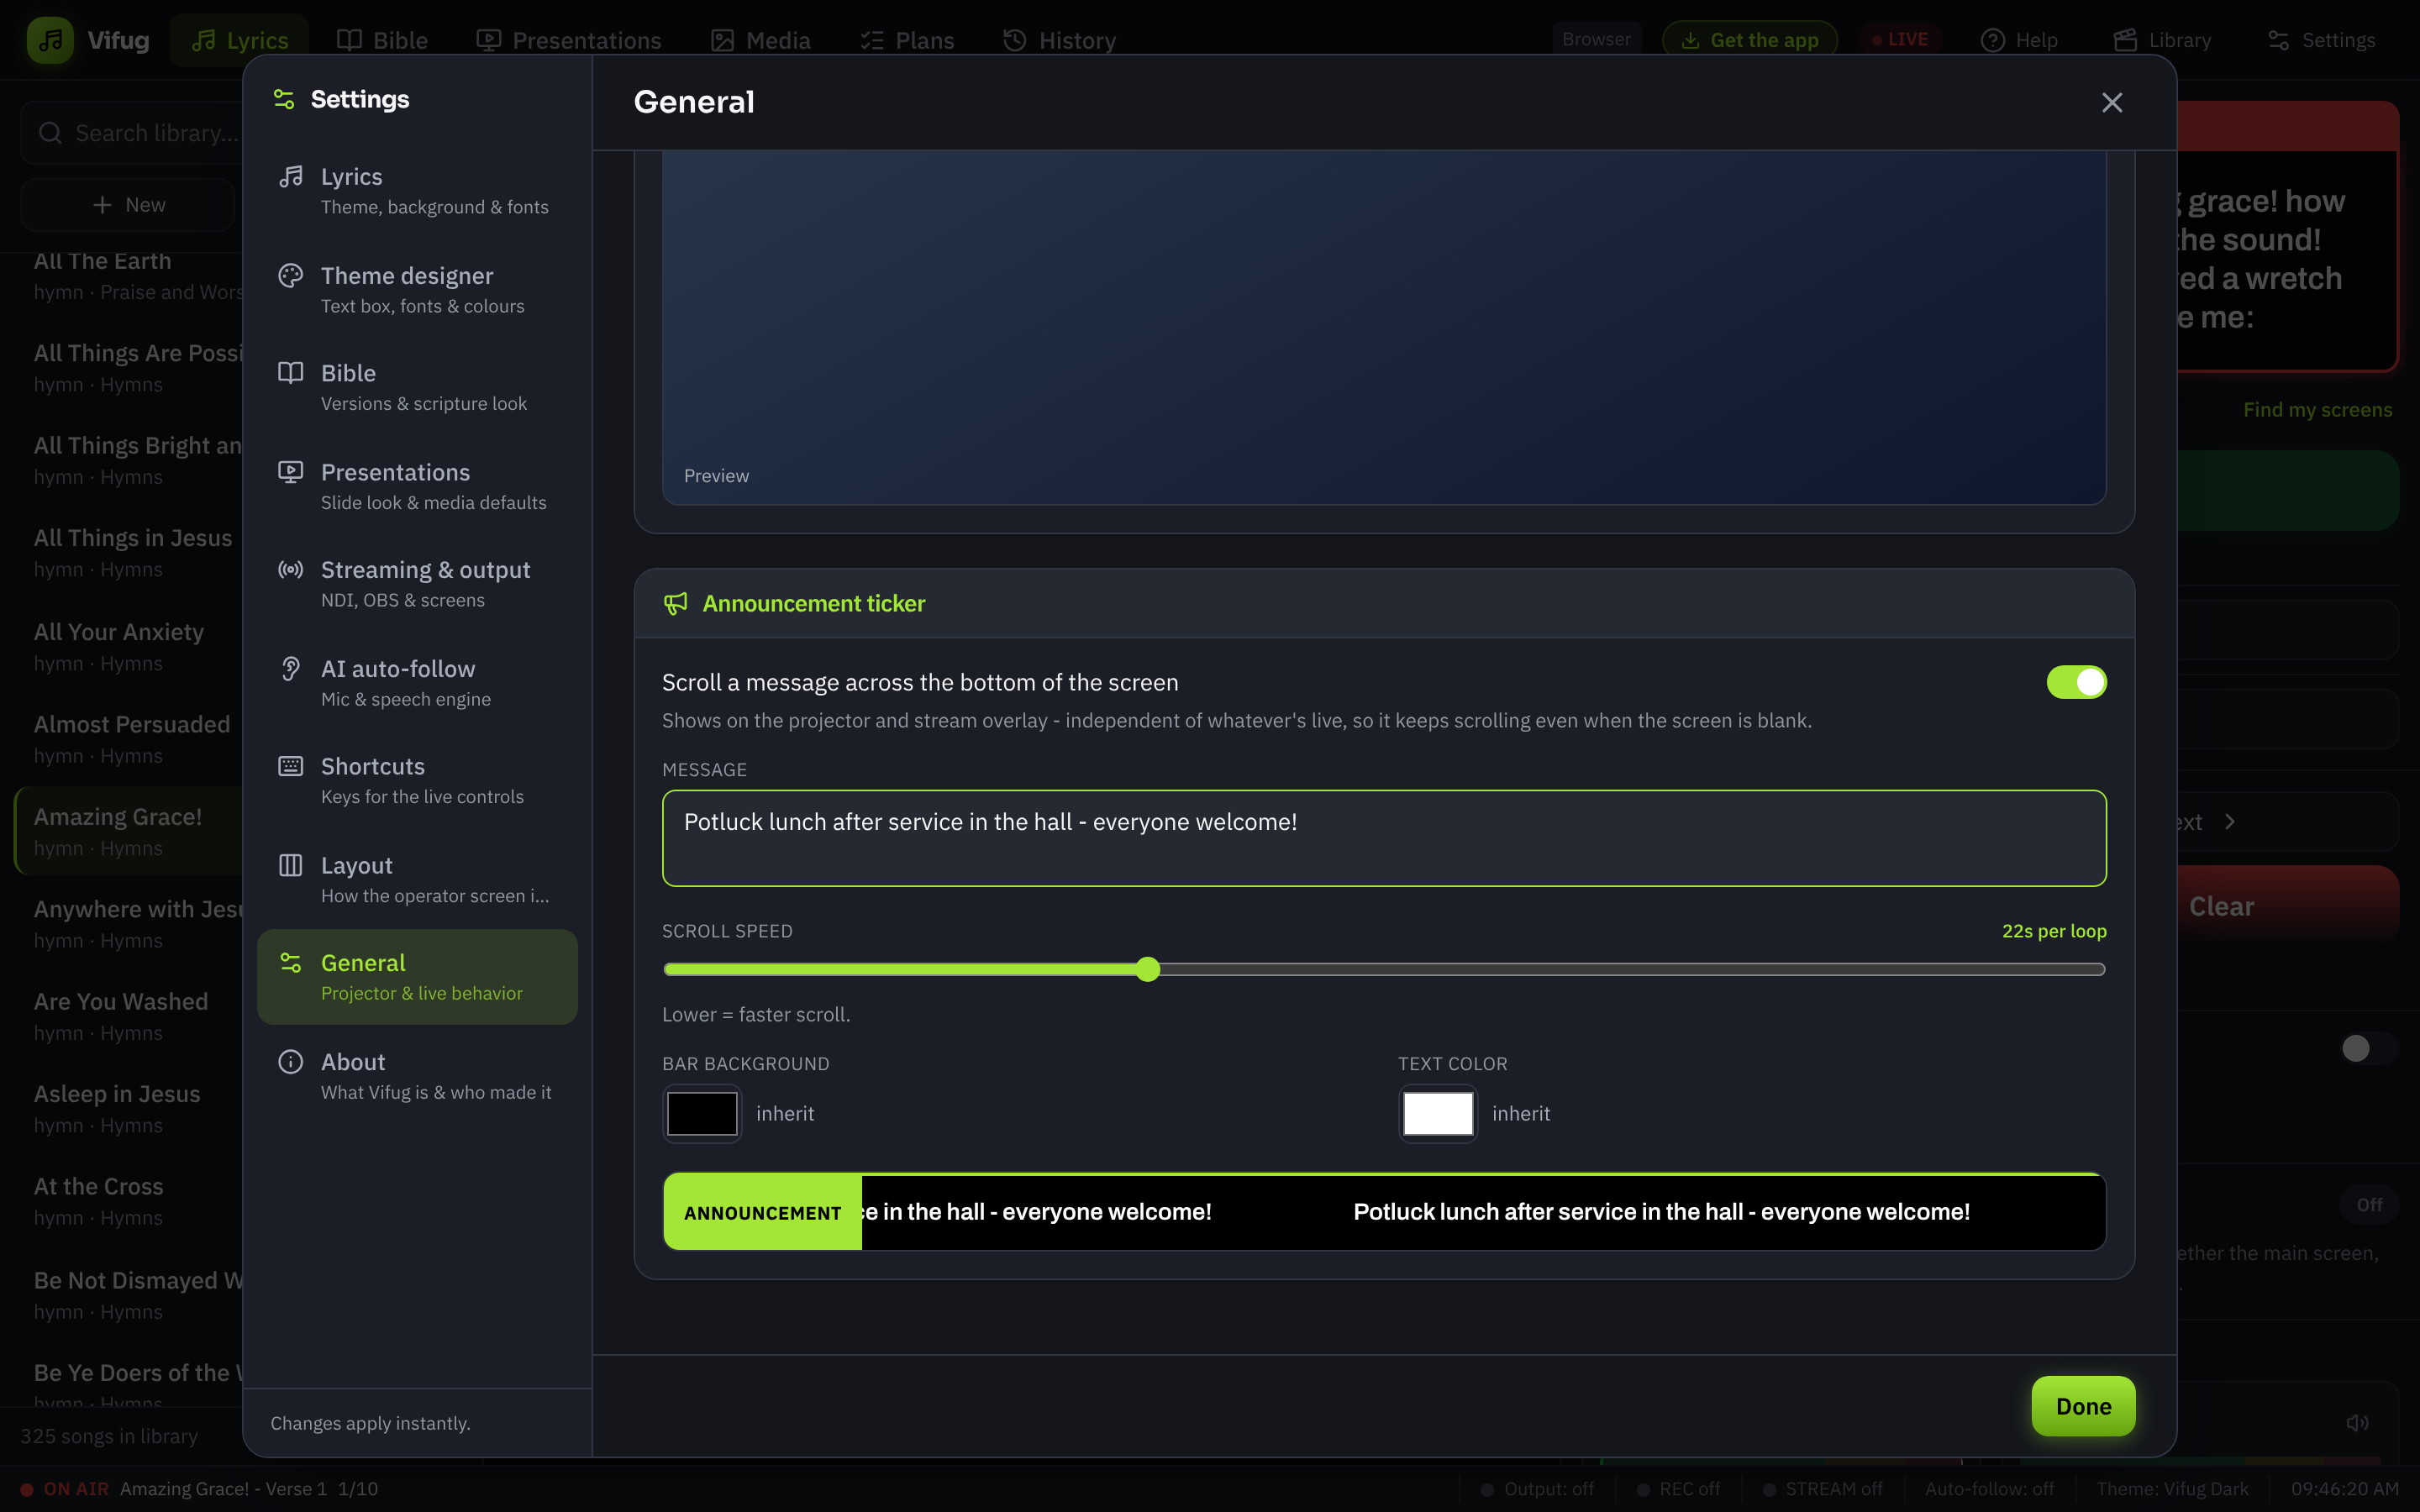 Vifug
Lyrics
Bible
Presentations
Media
Plans
History
Browser
Get the app
LIVE
Help
Library
Settings
Search library...
New
All The Earth
hymn · Praise and Wors
All Things Are Possi
hymn · Hymns
All Things Bright an
hymn · Hymns
All Things in Jesus
hymn · Hymns
All Your Anxiety
hymn · Hymns
Almost Persuaded
hymn · Hymns
Amazing Grace!
hymn · Hymns
Anywhere with Jesu
hymn · Hymns
Are You Washed
hymn · Hymns
Asleep in Jesus
hymn · Hymns
At the Cross
hymn · Hymns
Be Not Dismayed W
hymn · Hymns
Be Ye Doers of the
hymn · Hymns
325 songs in library
Settings
Lyrics
Theme, background & fonts
Theme designer
Text box, fonts & colours
Bible
Versions & scripture look
Presentations
Slide look & media defaults
Streaming & output
NDI, OBS & screens
AI auto-follow
Mic & speech engine
Shortcuts
Keys for the live controls
Layout
How the operator screen i...
General
Projector & live behavior
About
What Vifug is & who made it
Changes apply instantly.
General
Preview
Announcement ticker
Scroll a message across the bottom of the screen
Shows on the projector and stream overlay - independent of whatever's live, so it keeps scrolling even when the screen is blank.
MESSAGE
Potluck lunch after service in the hall - everyone welcome!
SCROLL SPEED
22s per loop
Lower = faster scroll.
BAR BACKGROUND
inherit
TEXT COLOR
inherit
ANNOUNCEMENT
ce in the hall - everyone welcome!
Potluck lunch after service in the hall - everyone welcome!
Done
grace! how
the sound!
ed a wretch
e me:
Find my screens
ext
Clear
Off
ether the main screen,
ON AIR
Amazing Grace! - Verse 1 1/10
Output: off
REC off
STREAM off
Auto-follow: off
Theme: Vifug Dark
09:46:20 AM